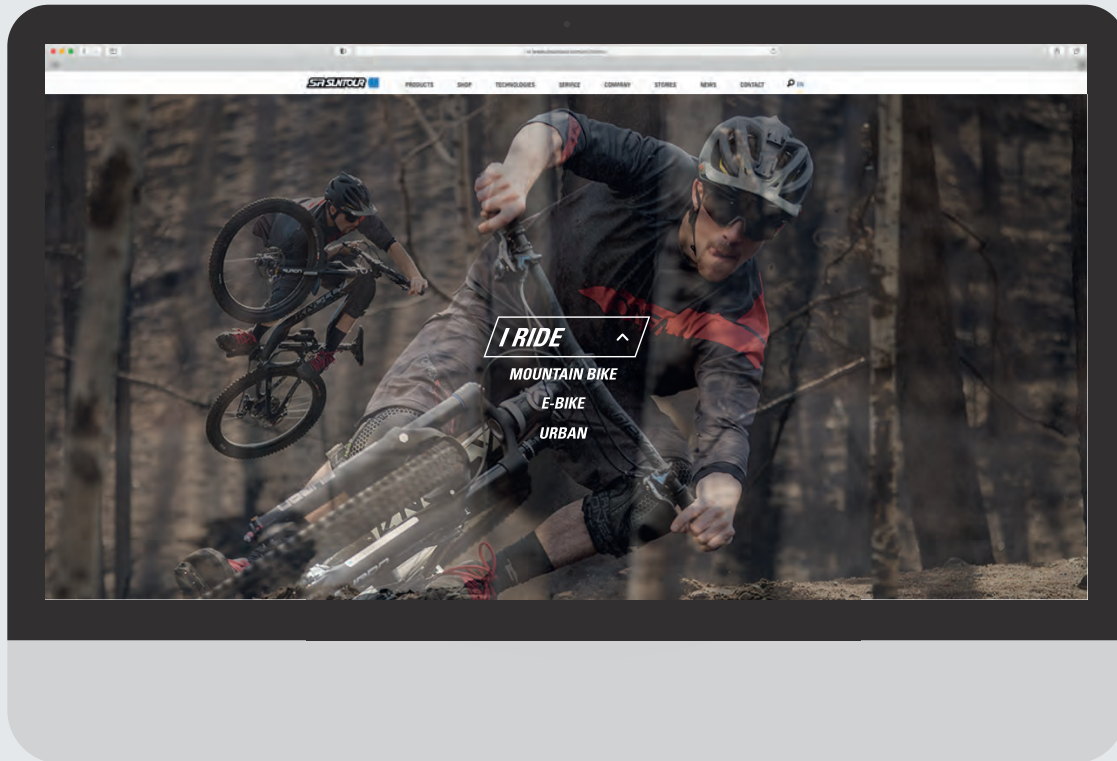 SR SUNTOUR
PRODUCTS SHOP TECHNOLOGIES SERVICE COMPANY STORIES NEWS CONTACT EN
I RIDE
MOUNTAIN BIKE
E-BIKE
URBAN